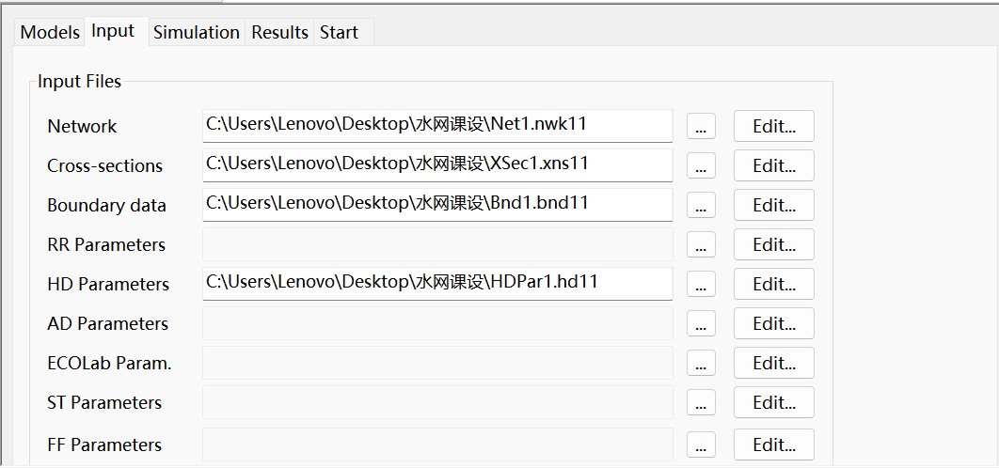 Models Input Simulation Results Start
Input Files
Network C:\Users\Lenovo\Desktop\水网课设\Net1.nwk11 ... Edit...
Cross-sections C:\Users\Lenovo\Desktop\水网课设\XSec1.xns11 ... Edit...
Boundary data C:\Users\Lenovo\Desktop\水网课设\Bnd1.bnd11 ... Edit...
RR Parameters ... Edit...
HD Parameters C:\Users\Lenovo\Desktop\水网课设\HDPar1.hd11 ... Edit...
AD Parameters ... Edit...
ECOLab Param. ... Edit...
ST Parameters ... Edit...
FF Parameters ... Edit...